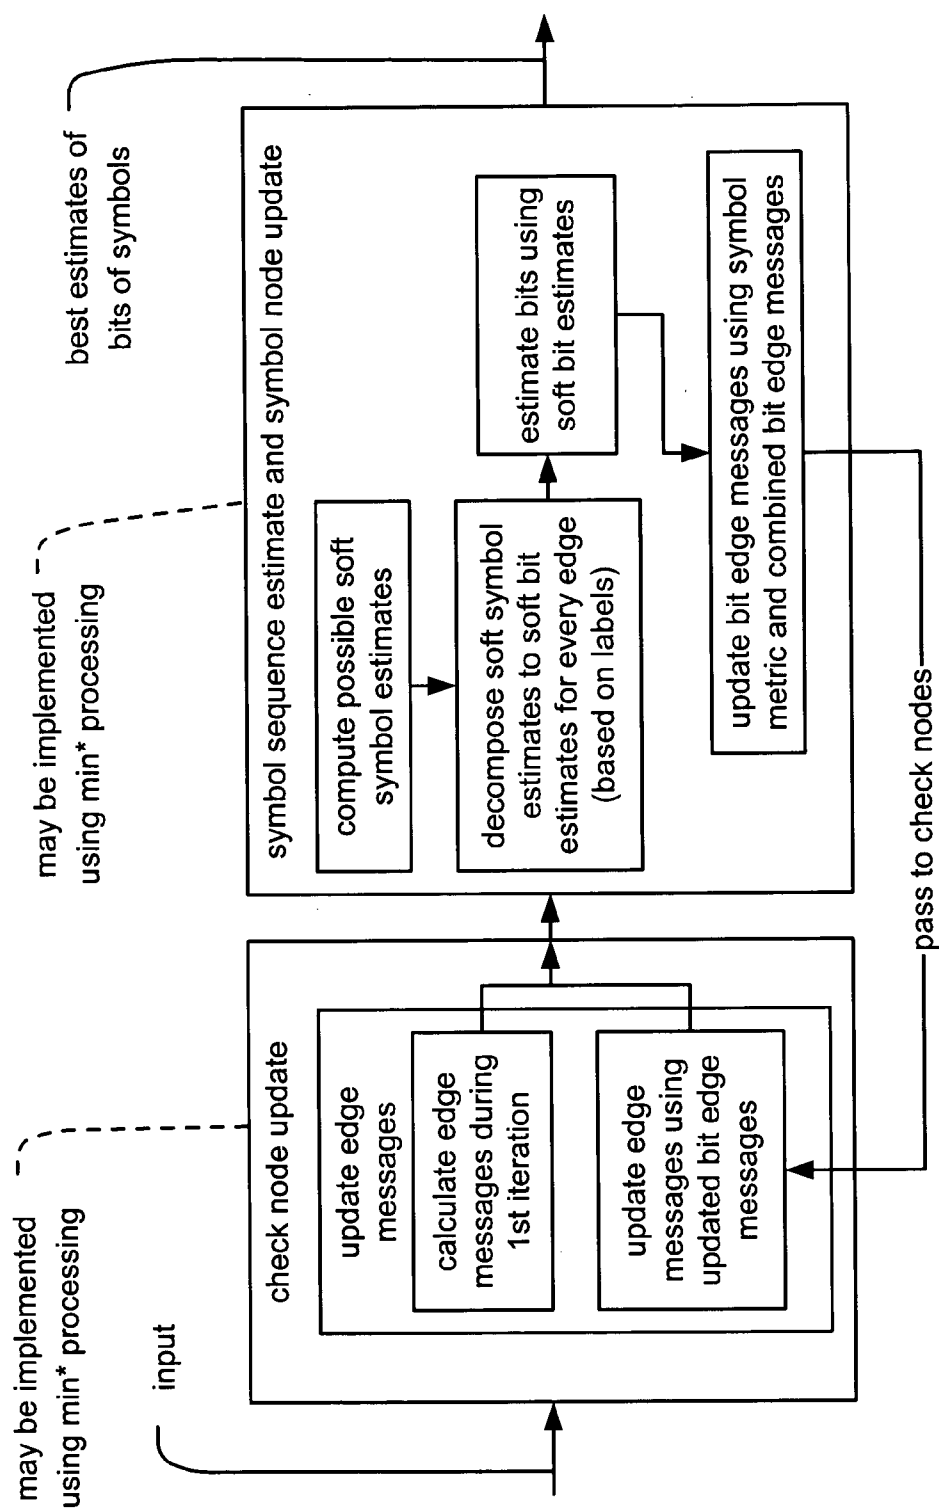 may be implemented
using min* processing
input
check node update
update edge
messages
calculate edge
messages during
1st iteration
update edge
messages using
updated bit edge
messages
may be implemented
using min* processing
symbol sequence estimate and symbol node update
compute possible soft
symbol estimates
decompose soft symbol
estimates to soft bit
estimates for every edge
(based on labels)
estimate bits using
soft bit estimates
update bit edge messages using symbol
metric and combined bit edge messages
pass to check nodes
best estimates of
bits of symbols